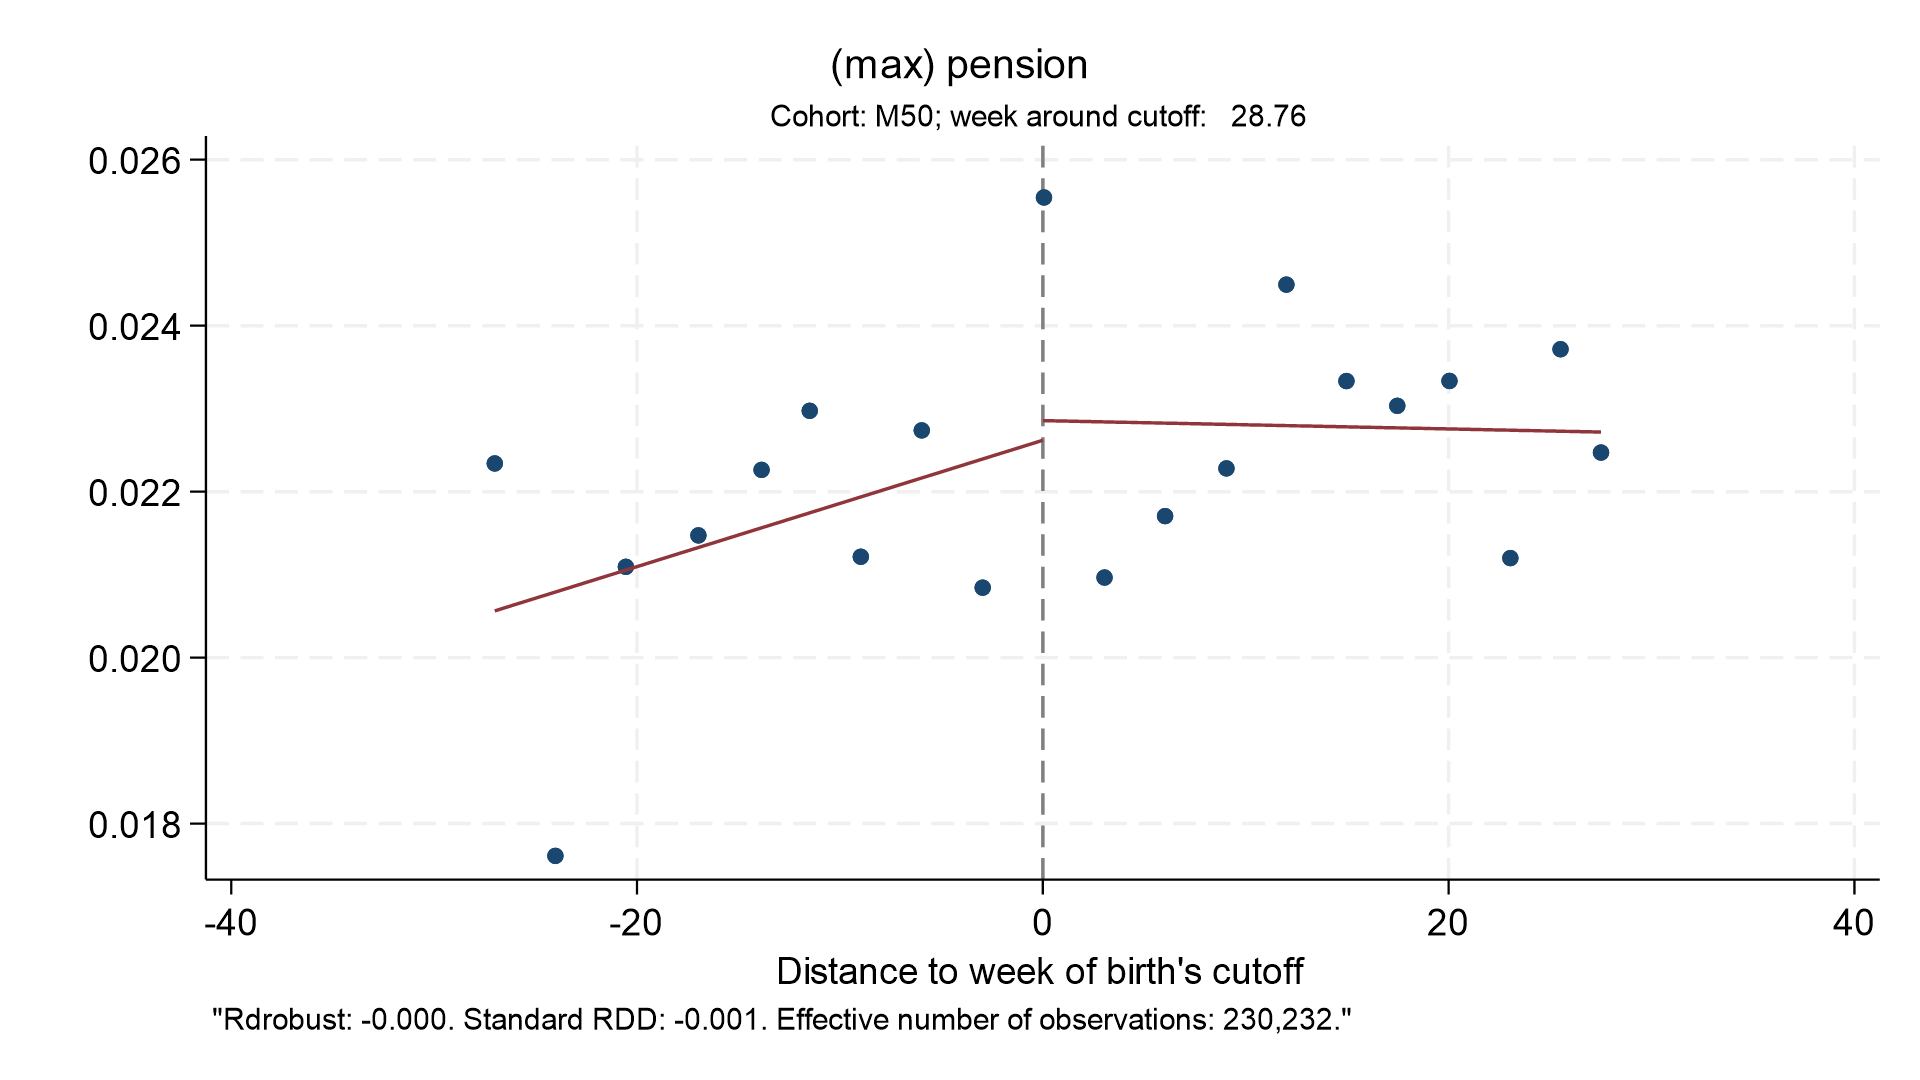 (max) pension
Cohort: M50; week around cutoff: 28.76
0.026
0.024
0.022
0.020
0.018
-40 -20 0 20 40
Distance to week of birth's cutoff
"Rdrobust: -0.000. Standard RDD: -0.001. Effective number of observations: 230,232."